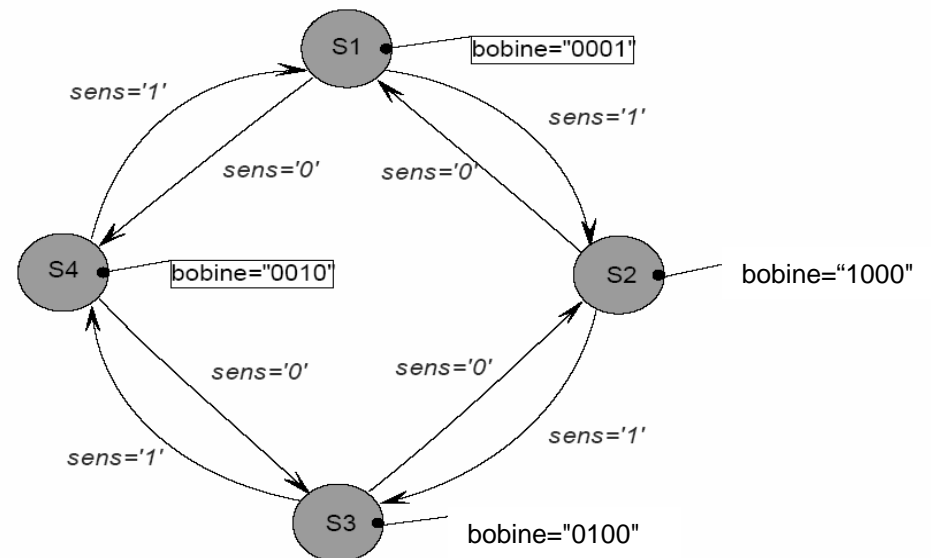 S1
bobine="0001"
sens='1'
sens='1'
sens='0'
sens='0'
S4
bobine="0010"
S2
bobine=“1000"
sens='0'
sens='0'
sens='1'
sens='1'
S3
bobine="0100"